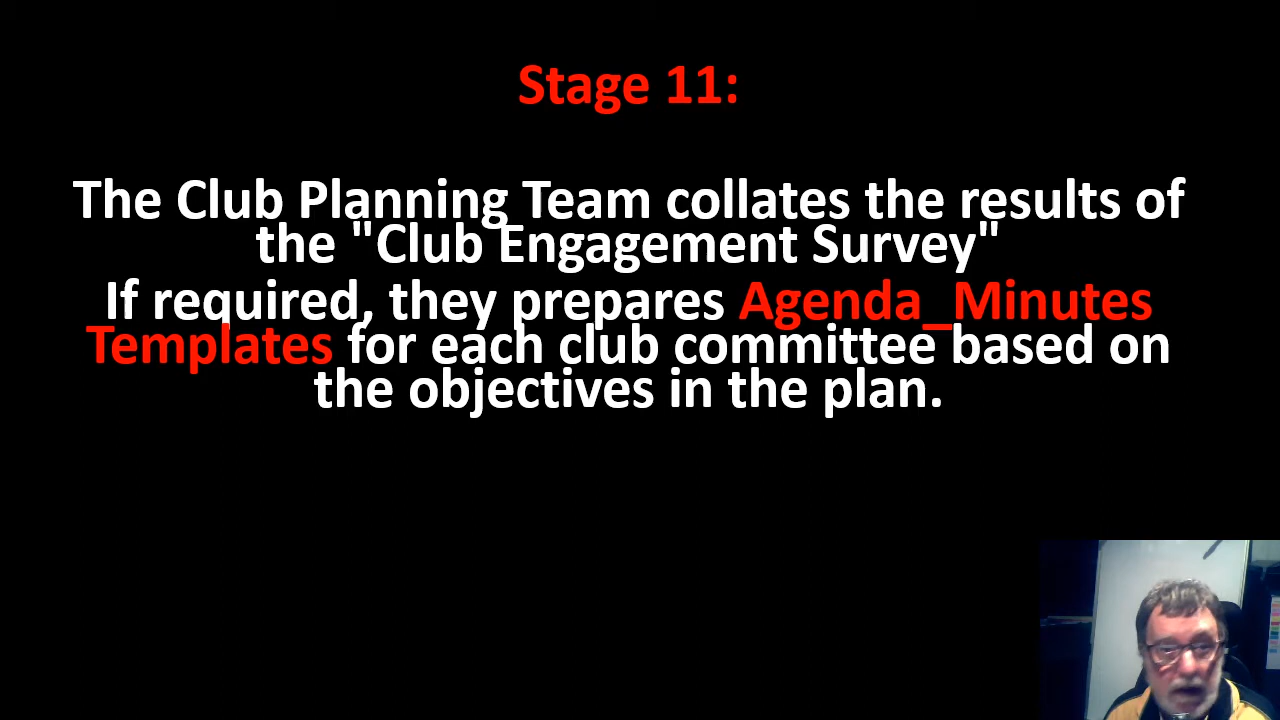 Stage 11:
The Club Planning Team collates the results of
the "Club Engagement Survey"
If required, they prepares Agenda_Minutes
Templates for each club committee based on
the objectives in the plan.